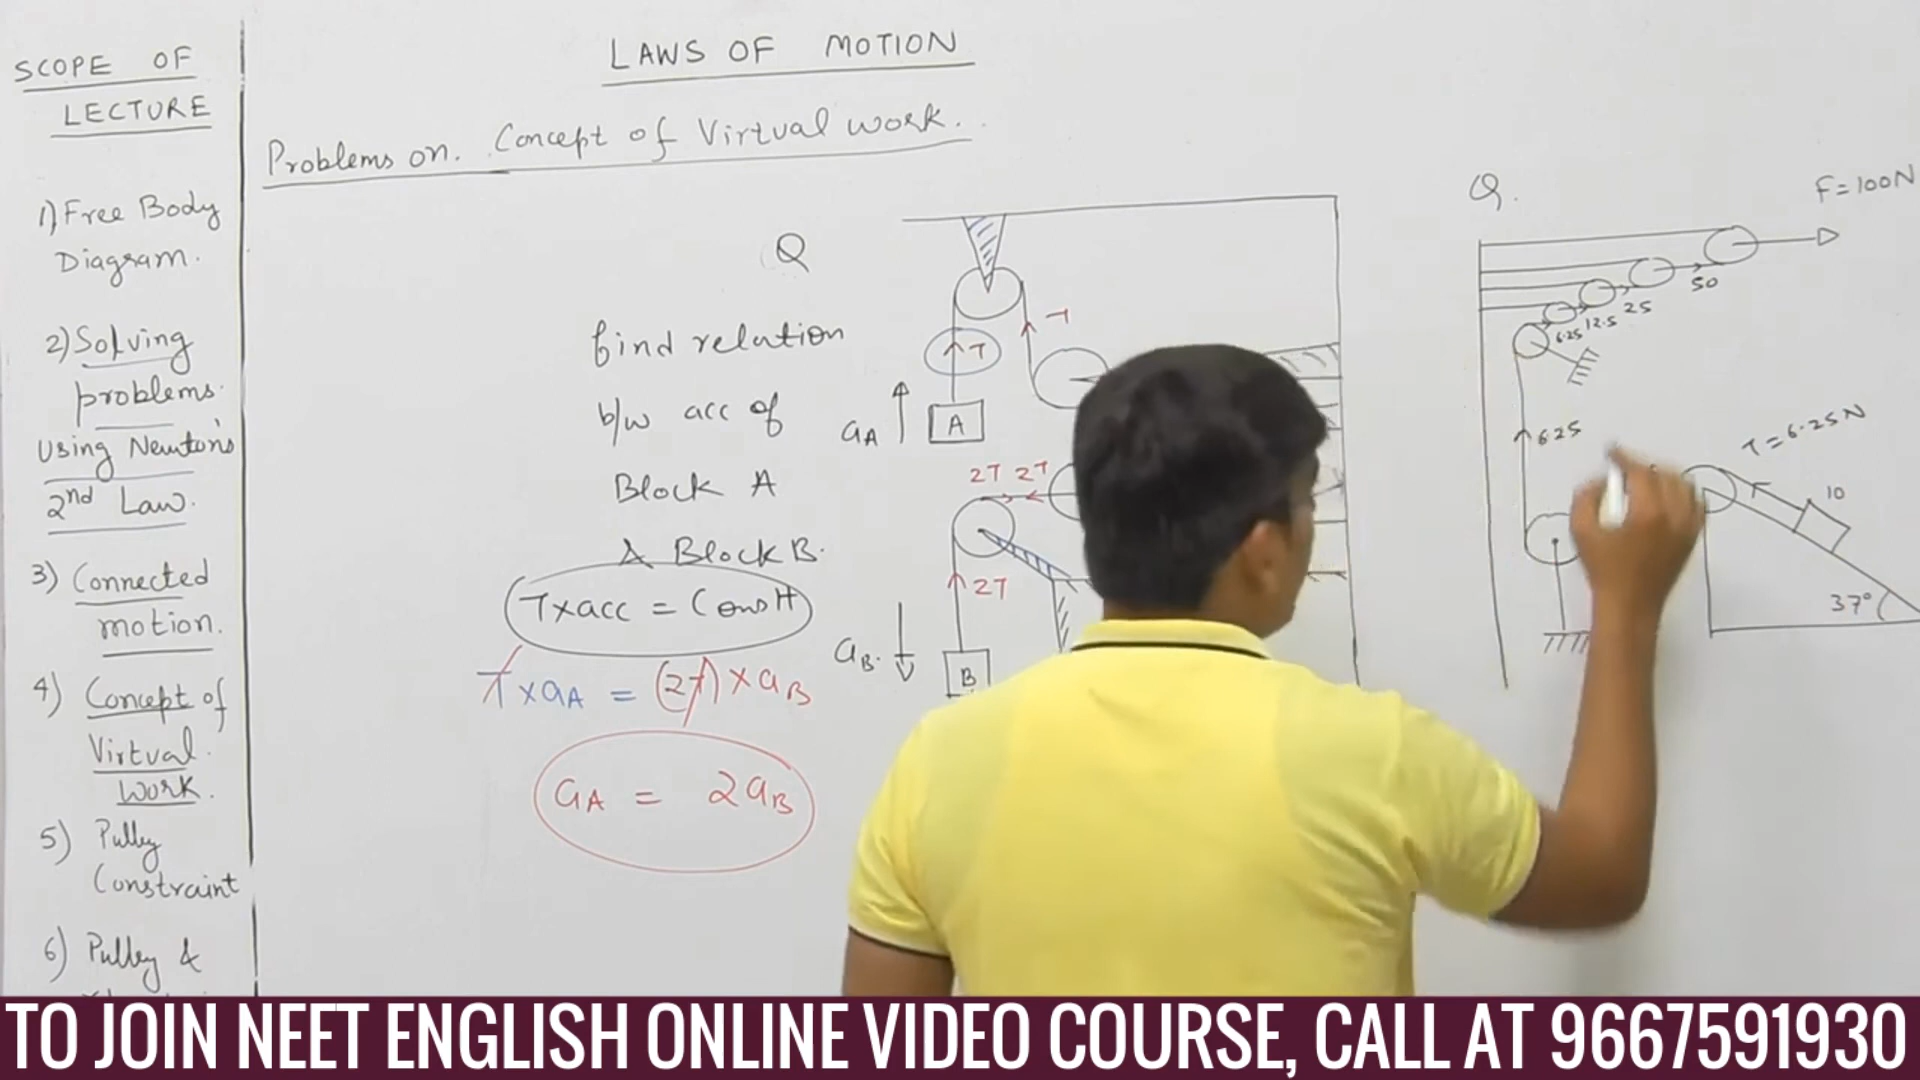 SCOPE OF
LECTURE
1) Free Body
Diagram.
2) Solving
problems.
Using Newton's
2nd Law.
3) Connected
motion.
4) Concept of
Virtual
work.
5) Pully
Constraint
6) Pulley &
LAWS OF MOTION
Problems on. Concept of Virtual work.
Q
find relation
b/w acc of
Block A
& Block B.
T×acc = Constt
T × aA = (2T) × aB
aA = 2aB
T
T
aA
A
2T 2T
2T
aB.
B
Q.
F=100N
50
25
12.5
6.25
6.25
T = 6.25N
10
37°
TO JOIN NEET ENGLISH ONLINE VIDEO COURSE, CALL AT 9667591930